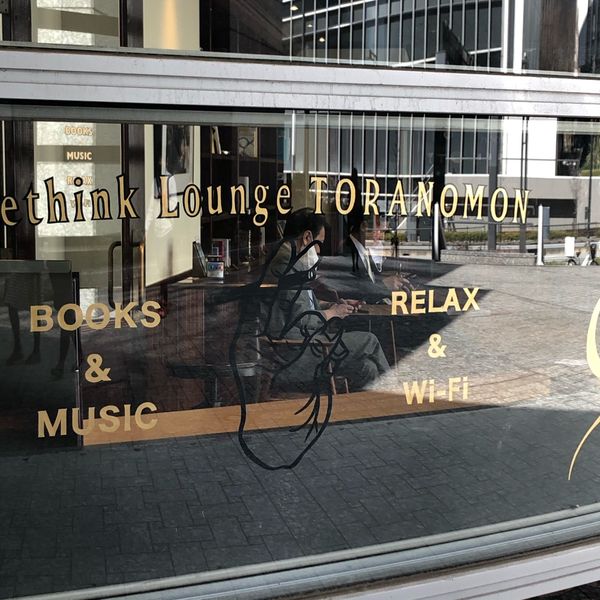 ethink Lounge TORANOMON
BOOKS
&
MUSIC
RELAX
&
Wi-Fi
BOOKS
MUSIC